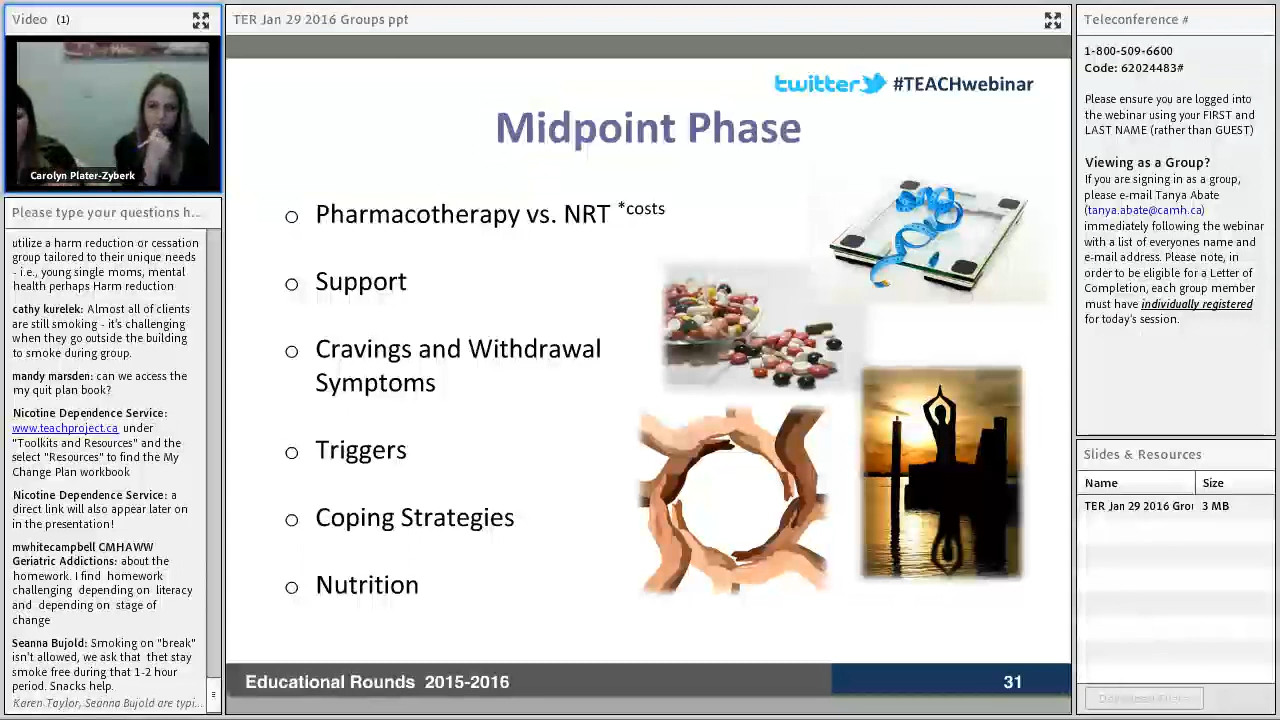 Video (1)
Carolyn Plater-Zyberk
Please type your questions h...
utilize a harm reduction or cessation
group tailored to their unique needs
- i.e., young single moms, mental
health perhaps Harm reduction
cathy kurelek: Almost all of clients
are still smoking - it's challenging
when they go outside the building
to smoke during group.
mandy marsden: can we access the
my quit plan book?
Nicotine Dependence Service:
www.teachproject.ca under
"Toolkits and Resources" and the
select "Resources" to find the My
Change Plan workbook
Nicotine Dependence Service: a
direct link will also appear later on
in the presentation!
mwhitecampbell CMHAWW
Geriatric Addictions: about the
homework. I find homework
challenging depending on literacy
and depending on stage of
change
Seanna Bujold: Smoking on "break"
isn't allowed, we ask that thet stay
smoke free during that 1-2 hour
period. Snacks help.
Karen Taylor, Seanna Bujold are typi...
TER Jan 29 2016 Groups ppt
twitter #TEACHwebinar
Midpoint Phase
Pharmacotherapy vs. NRT *costs
Support
Cravings and Withdrawal
Symptoms
Triggers
Coping Strategies
Nutrition
Educational Rounds 2015-2016
31
Teleconference #
1-800-509-6600
Code: 62024483#
Please ensure you are logged into
the webinar using your FIRST and
LAST NAME (rather than GUEST)
Viewing as a Group?
If you are signing in as a group,
please e-mail Tanya Abate
(tanya.abate@camh.ca)
immediately following the webinar
with a list of everyones name and
e-mail address. Please note, in
order to be eligible for a Letter of
Completion, each group member
must have individually registered
for today's session.
Slides & Resources
Name Size
TER Jan 29 2016 Grou 3 MB